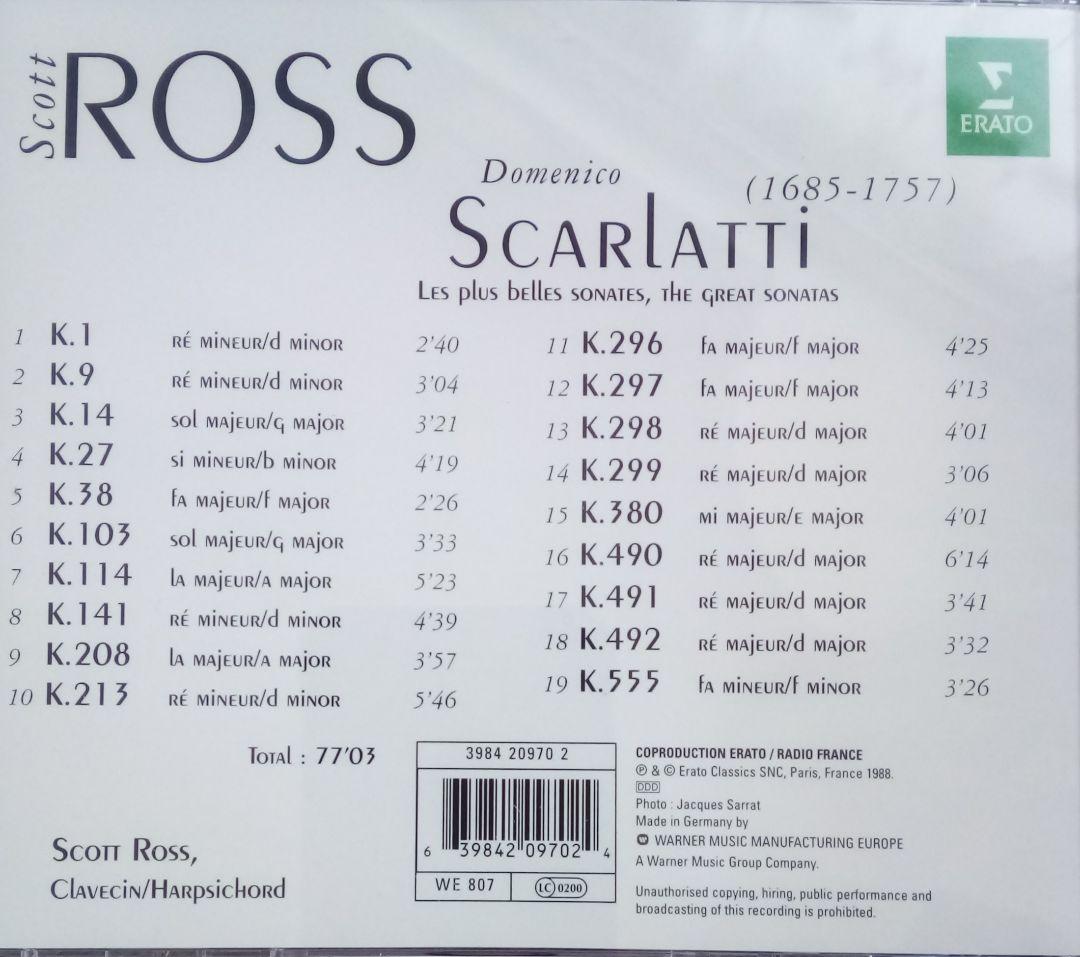 Scott ROSS
ERATO
Domenico
(1685-1757)
SCARLATTI
LES PLUS BELLES SONATES, THE GREAT SONATAS
1 K.1 RÉ MINEUR/D MINOR 2'40
2 K.9 RÉ MINEUR/D MINOR 3'04
3 K.14 SOL MAJEUR/G MAJOR 3'21
4 K.27 SI MINEUR/B MINOR 4'19
5 K.38 FA MAJEUR/F MAJOR 2'26
6 K.103 SOL MAJEUR/G MAJOR 3'33
7 K.114 LA MAJEUR/A MAJOR 5'23
8 K.141 RÉ MINEUR/D MINOR 4'39
9 K.208 LA MAJEUR/A MAJOR 3'57
10 K.213 RÉ MINEUR/D MINOR 5'46
11 K.296 FA MAJEUR/F MAJOR 4'25
12 K.297 FA MAJEUR/F MAJOR 4'13
13 K.298 RÉ MAJEUR/D MAJOR 4'01
14 K.299 RÉ MAJEUR/D MAJOR 3'06
15 K.380 MI MAJEUR/E MAJOR 4'01
16 K.490 RÉ MAJEUR/D MAJOR 6'14
17 K.491 RÉ MAJEUR/D MAJOR 3'41
18 K.492 RÉ MAJEUR/D MAJOR 3'32
19 K.555 FA MINEUR/F MINOR 3'26
TOTAL : 77'03
SCOTT ROSS,
CLAVECIN/HARPSICHORD
3984 20970 2
6 39842 09702 4
WE 807
LC 0200
COPRODUCTION ERATO / RADIO FRANCE
℗ & © Erato Classics SNC, Paris, France 1988.
DDD
Photo : Jacques Sarrat
Made in Germany by
WARNER MUSIC MANUFACTURING EUROPE
A Warner Music Group Company.
Unauthorised copying, hiring, public performance and
broadcasting of this recording is prohibited.